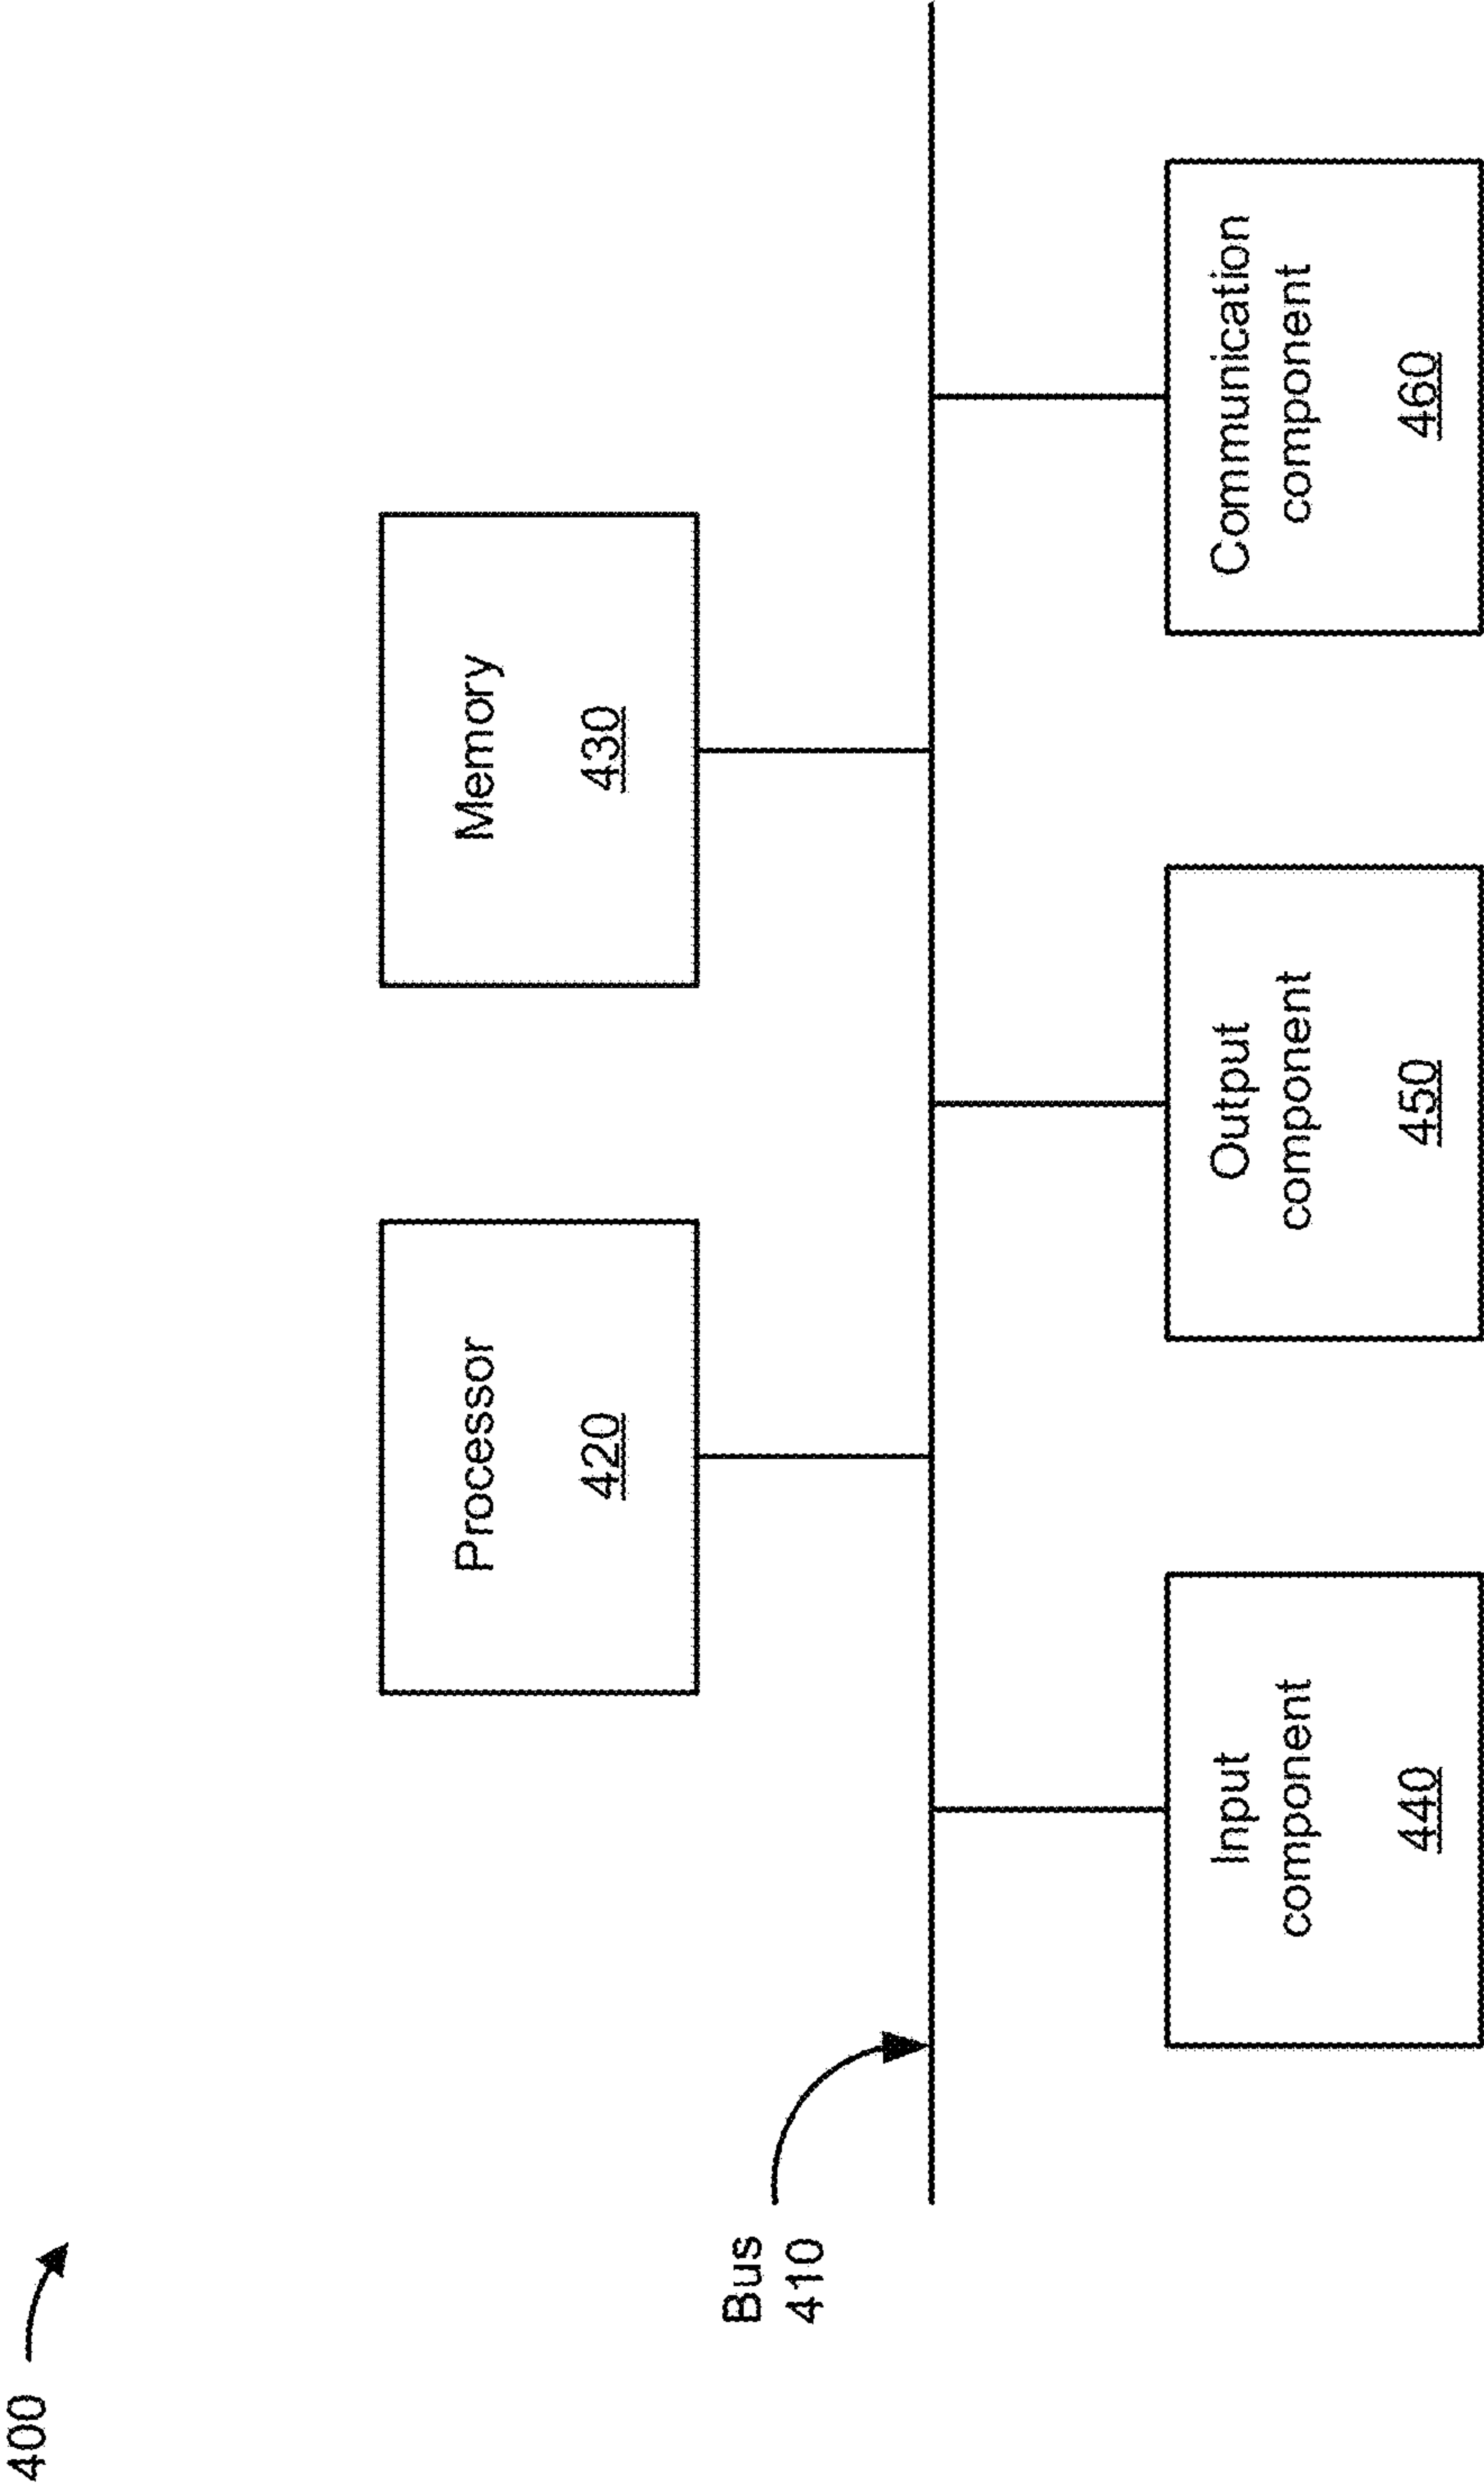 400
Processor
420
Memory
430
Bus
410
Input
component
440
Output
component
450
Communication
component
460